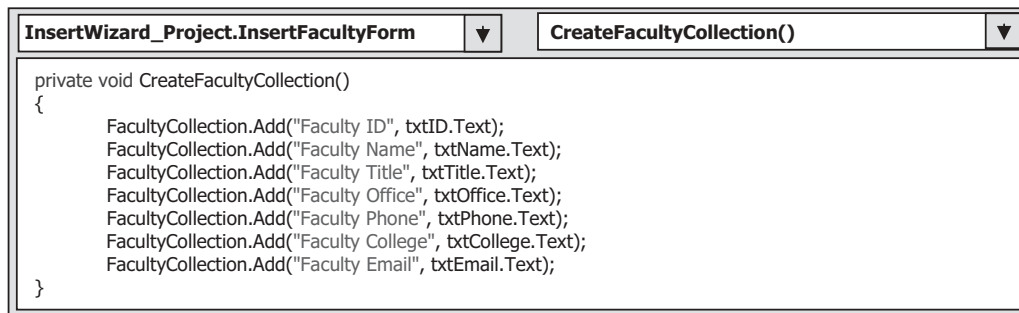 InsertWizard_Project.InsertFacultyForm CreateFacultyCollection()
private void CreateFacultyCollection()
{
FacultyCollection.Add("Faculty ID", txtID.Text);
FacultyCollection.Add("Faculty Name", txtName.Text);
FacultyCollection.Add("Faculty Title", txtTitle.Text);
FacultyCollection.Add("Faculty Office", txtOffice.Text);
FacultyCollection.Add("Faculty Phone", txtPhone.Text);
FacultyCollection.Add("Faculty College", txtCollege.Text);
FacultyCollection.Add("Faculty Email", txtEmail.Text);
}